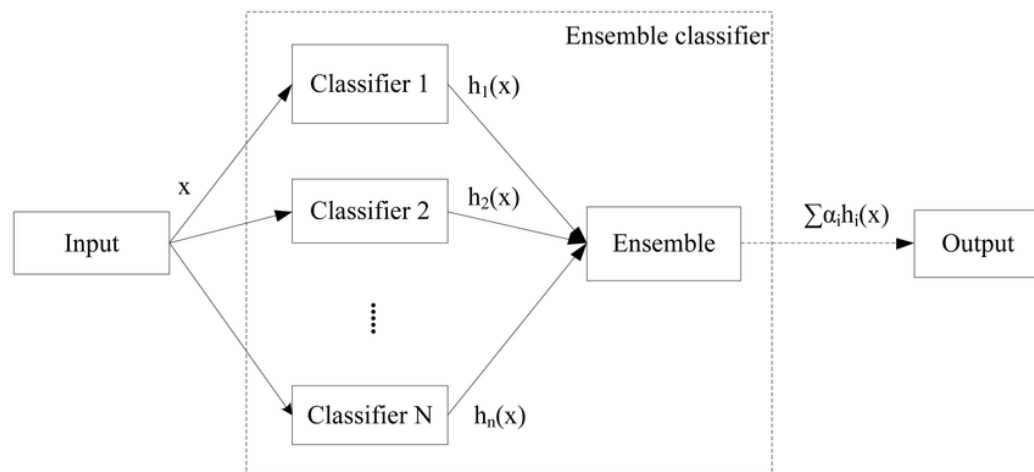 Ensemble classifier
Classifier 1
h₁(x)
x
Classifier 2
h₂(x)
Input
Ensemble
∑αᵢhᵢ(x)
Output
Classifier N
hₙ(x)